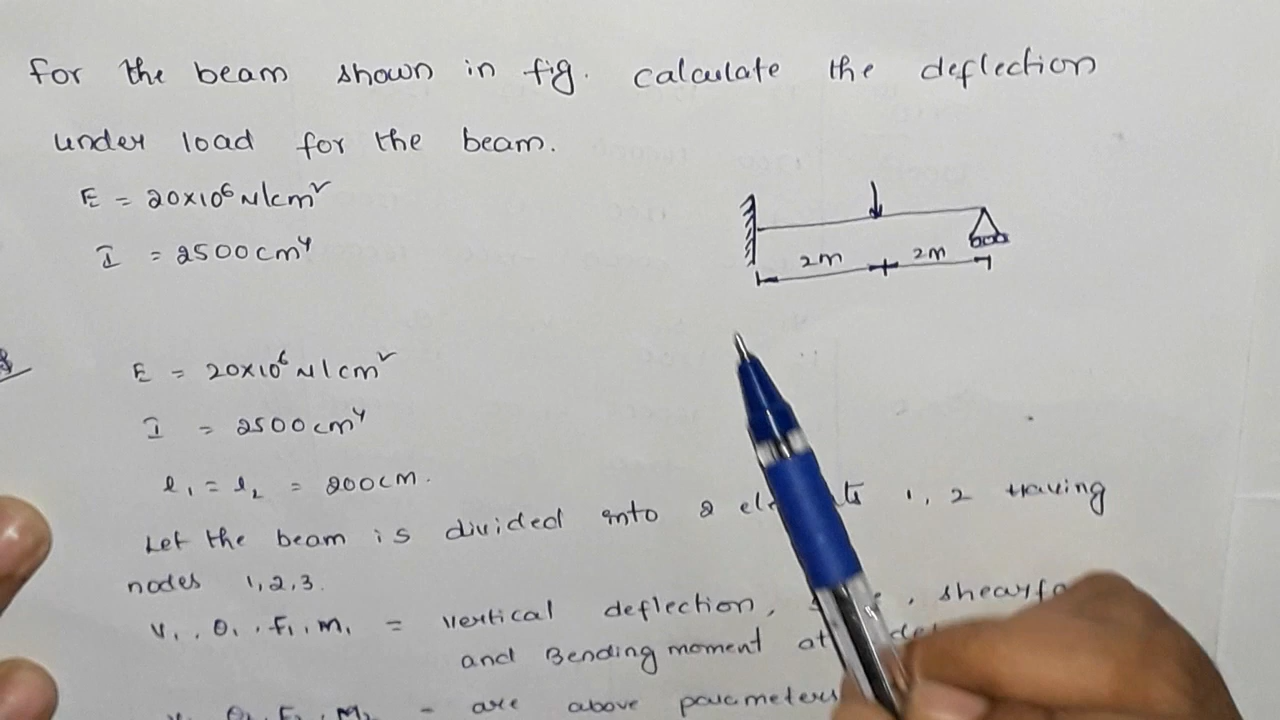 for the beam shown in fig. calculate the deflection
under load for the beam.
E = 20×10⁶ N/cm²
I = 2500 cm⁴
2m 2m
E = 20×10⁶ N/cm²
I = 2500 cm⁴
l₁ = l₂ = 200 cm.
Let the beam is divided into 2 1, 2 Having
nodes 1, 2, 3.
v₁, θ₁, F₁, M₁ = vertical deflection,
and Bending moment at
θ₂, F₂, M₂ = are above parameters